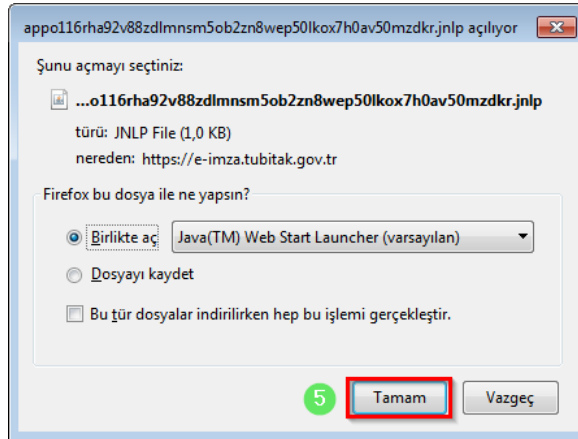 appo116rha92v88zdlmnsm5ob2zn8wep50lkox7h0av50mzdkr.jnlp açılıyor
Şunu açmayı seçtiniz:
...o116rha92v88zdlmnsm5ob2zn8wep50lkox7h0av50mzdkr.jnlp
türü: JNLP File (1,0 KB)
nereden: https://e-imza.tubitak.gov.tr
Firefox bu dosya ile ne yapsın?
Birlikte aç Java(TM) Web Start Launcher (varsayılan)
Dosyayı kaydet
Bu tür dosyalar indirilirken hep bu işlemi gerçekleştir.
5 Tamam Vazgeç